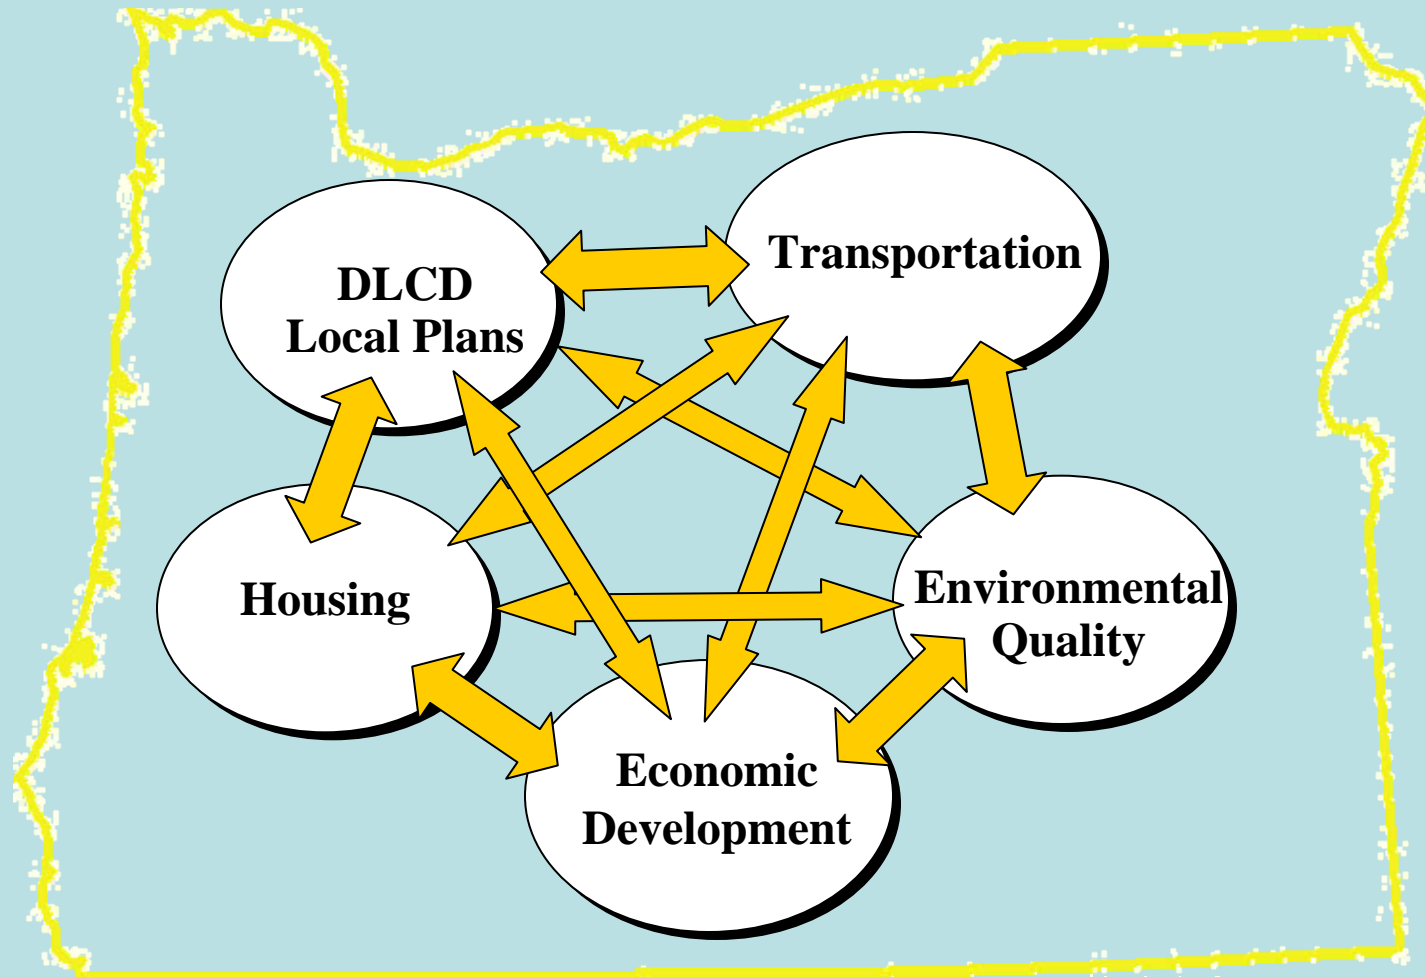 DLCD
Local Plans
Transportation
Housing
Environmental
Quality
Economic
Development